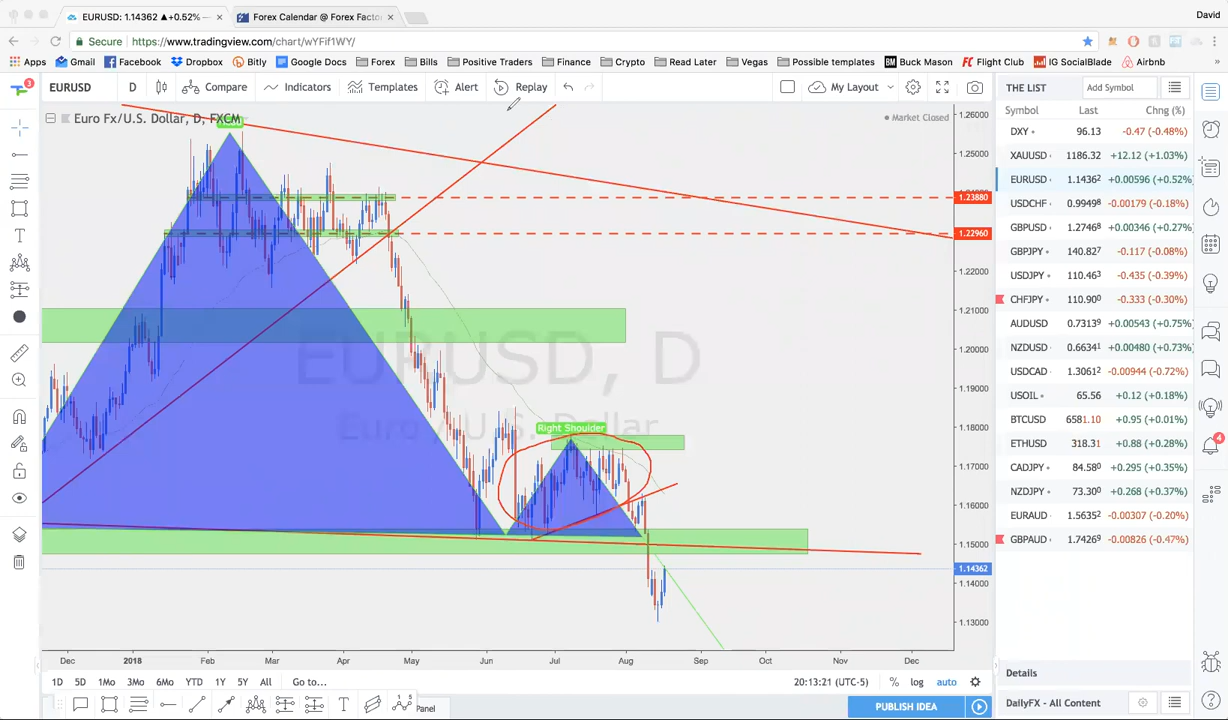 EURUSD: 1.14362 ▲+0.52% — × Forex Calendar @ Forex Facto ×
David
Secure https://www.tradingview.com/chart/wYFif1WY/
Apps Gmail Facebook Dropbox Bitly Google Docs Forex Bills Positive Traders Finance Crypto Read Later Vegas Possible templates BM Buck Mason FC Flight Club IG SocialBlade Airbnb
3 EURUSD D Compare Indicators Templates Alert Replay My Layout
THE LIST Add Symbol
Symbol Last Chng (%)
Euro Fx/U.S. Dollar, D, FXCM
Market Closed
DXY 96.13 -0.47 (-0.48%)
XAUUSD 1186.32 +12.12 (+1.03%)
EURUSD 1.1436² +0.00596 (+0.52%)
USDCHF 0.9949⁸ -0.00179 (-0.18%)
GBPUSD 1.2746⁸ +0.00346 (+0.27%)
GBPJPY 140.82⁷ -0.117 (-0.08%)
USDJPY 110.46³ -0.435 (-0.39%)
CHFJPY 110.90⁰ -0.333 (-0.30%)
AUDUSD 0.7313⁹ +0.00543 (+0.75%)
NZDUSD 0.6634¹ +0.00480 (+0.73%)
USDCAD 1.3061² -0.00944 (-0.72%)
USOIL 65.56 +0.12 (+0.18%)
BTCUSD 6581.10 +0.95 (+0.01%)
ETHUSD 318.31 +0.88 (+0.28%)
CADJPY 84.58⁰ +0.295 (+0.35%)
NZDJPY 73.30⁰ +0.268 (+0.37%)
EURAUD 1.5635² -0.00307 (-0.20%)
GBPAUD 1.7426⁹ -0.00826 (-0.47%)
4
1.26000
1.25000
1.23880
1.22960
1.22000
1.21000
1.20000
1.19000
1.18000
1.17000
1.16000
1.15000
1.14362
1.14000
1.13000
EURUSD, D
Euro / U.S. Dollar
Right Shoulder
Dec 2018 Feb Mar Apr May Jun Jul Aug Sep Oct Nov Dec
1D 5D 1Mo 3Mo 6Mo YTD 1Y 5Y All Go to... 20:13:21 (UTC-5) % log auto
Details
DailyFX - All Content
Panel
PUBLISH IDEA